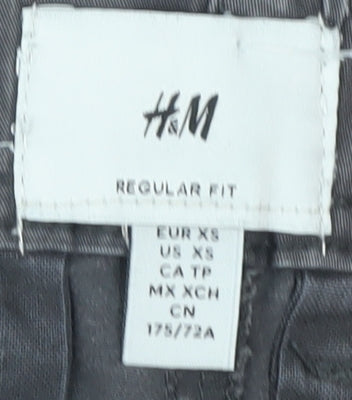 H&M
REGULAR FIT
EUR XS
US XS
CA TP
MX XCH
CN
175/72A